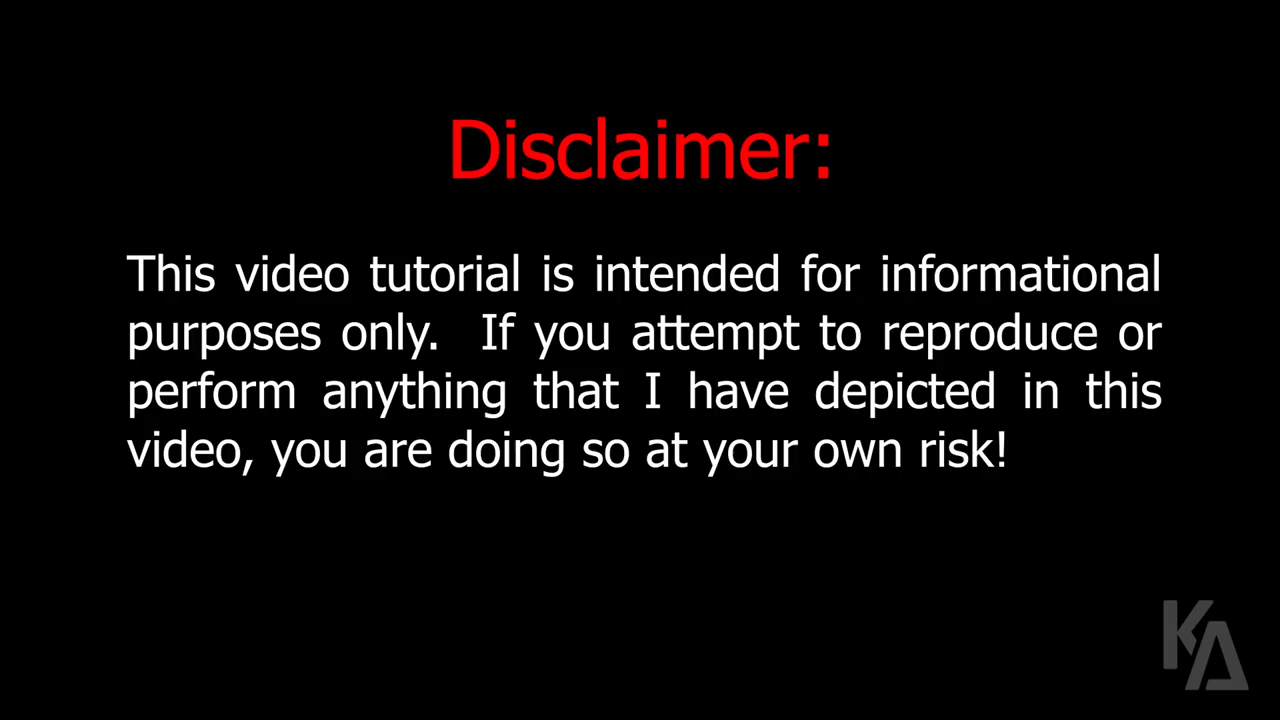 Disclaimer:
This video tutorial is intended for informational
purposes only.  If you attempt to reproduce or
perform anything that I have depicted in this
video, you are doing so at your own risk!
KA